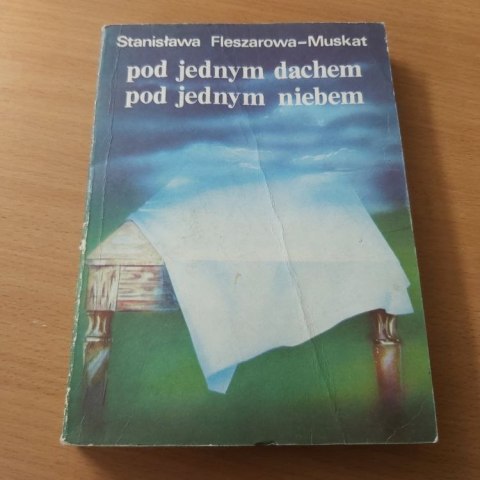 Stanisława Fleszarowa-Muskat
pod jednym dachem
pod jednym niebem